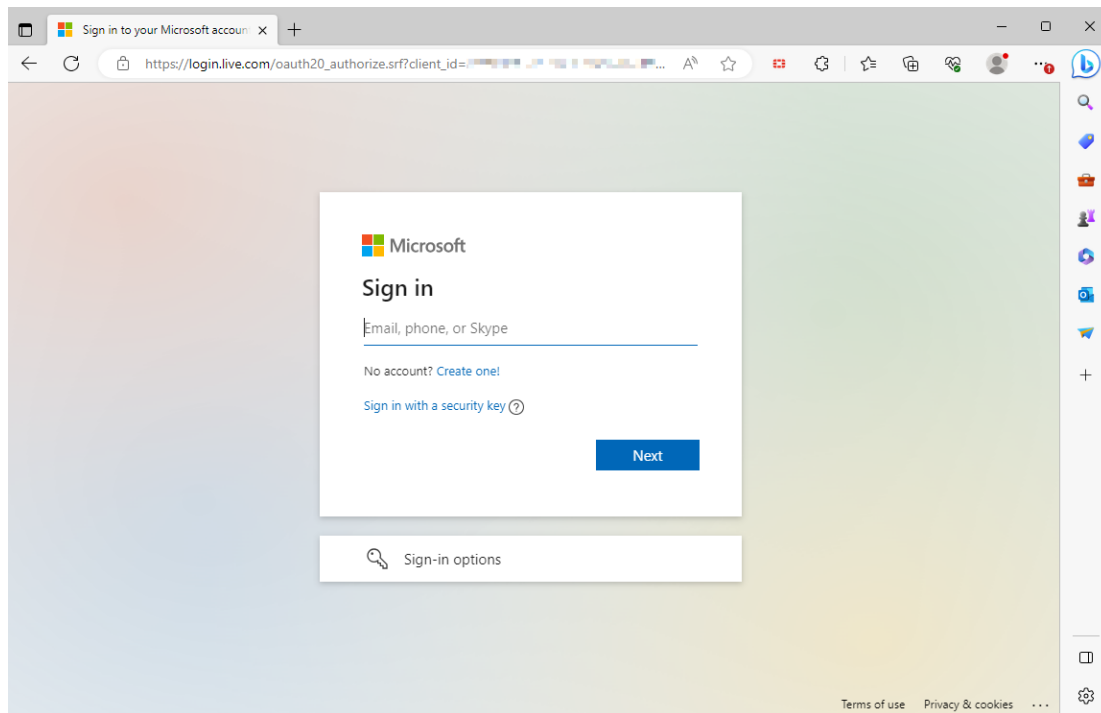 Sign in to your Microsoft accoun
https://login.live.com/oauth20_authorize.srf?client_id=
Microsoft
Sign in
Email, phone, or Skype
No account? Create one!
Sign in with a security key
Next
Sign-in options
Terms of use Privacy & cookies ...